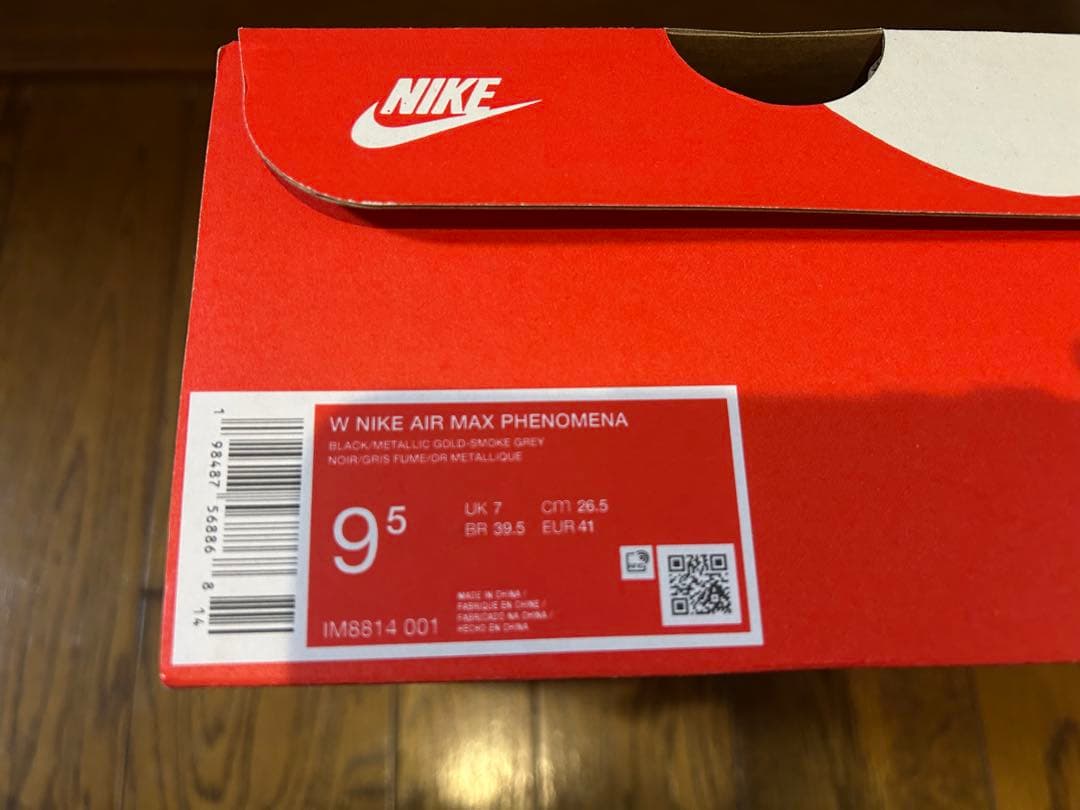 NIKE
W NIKE AIR MAX PHENOMENA
BLACK/METALLIC GOLD-SMOKE GREY
NOIR/GRIS FUME/OR METALLIQUE
9⁵
UK 7 cm 26.5
BR 39.5 EUR 41
MADE IN CHINA /
FABRIQUE EN CHINE /
FABRICADO NA CHINA /
HECHO EN CHINA
IM8814 001
1 98487 56886 8 14